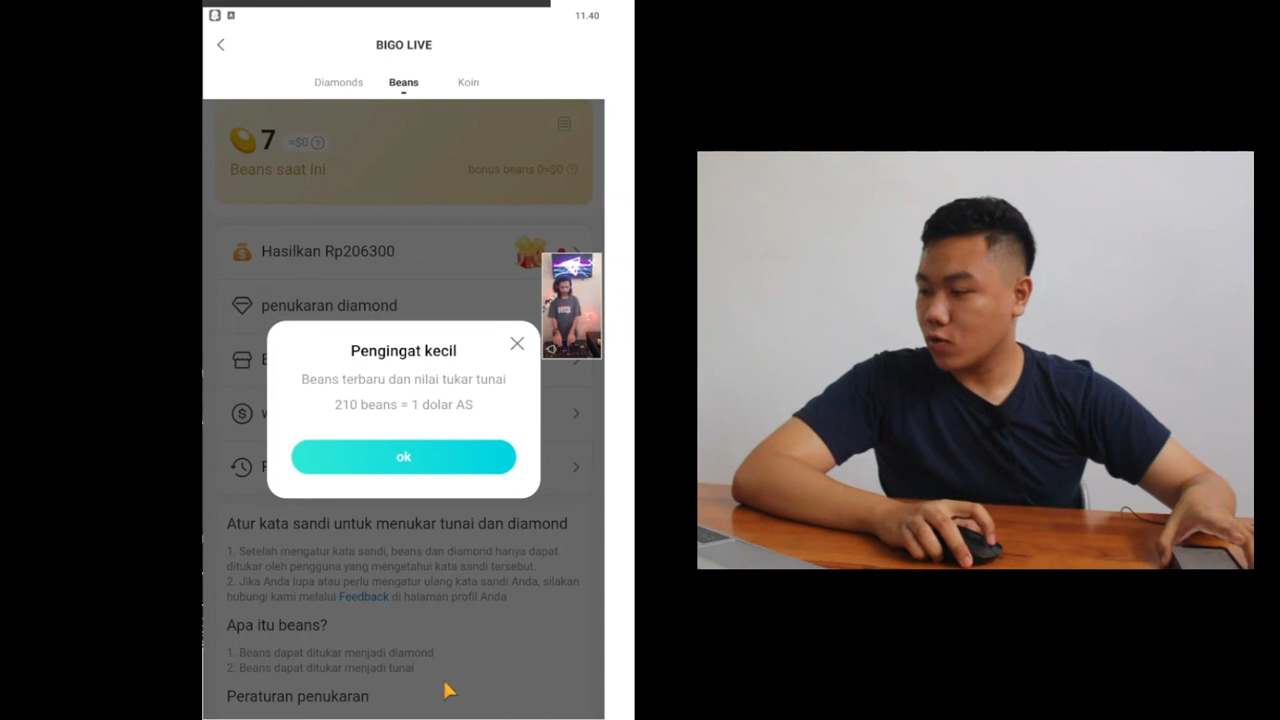 11.40
BIGO LIVE
Diamonds Beans Koin
7 ≈$0
Beans saat ini bonus beans 0≈$0
Hasilkan Rp206300
penukaran diamond
Pengingat kecil
Beans terbaru dan nilai tukar tunai
210 beans = 1 dolar AS
ok
Atur kata sandi untuk menukar tunai dan diamond
1. Setelah mengatur kata sandi, beans dan diamond hanya dapat
ditukar oleh pengguna yang mengetahui kata sandi tersebut.
2. Jika Anda lupa atau perlu mengatur ulang kata sandi Anda, silakan
hubungi kami melalui Feedback di halaman profil Anda
Apa itu beans?
1. Beans dapat ditukar menjadi diamond
2. Beans dapat ditukar menjadi tunai
Peraturan penukaran